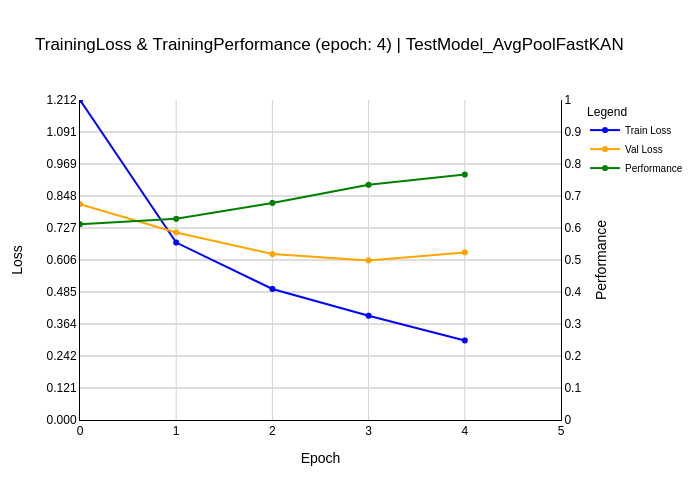 TrainingLoss & TrainingPerformance (epoch: 4) | TestModel_AvgPoolFastKAN
1.212
1.091
0.969
0.848
0.727
0.606
0.485
0.364
0.242
0.121
0.000
Loss
0 1 2 3 4 5
Epoch
1
0.9
0.8
0.7
0.6
0.5
0.4
0.3
0.2
0.1
0
Performance
Legend
Train Loss
Val Loss
Performance